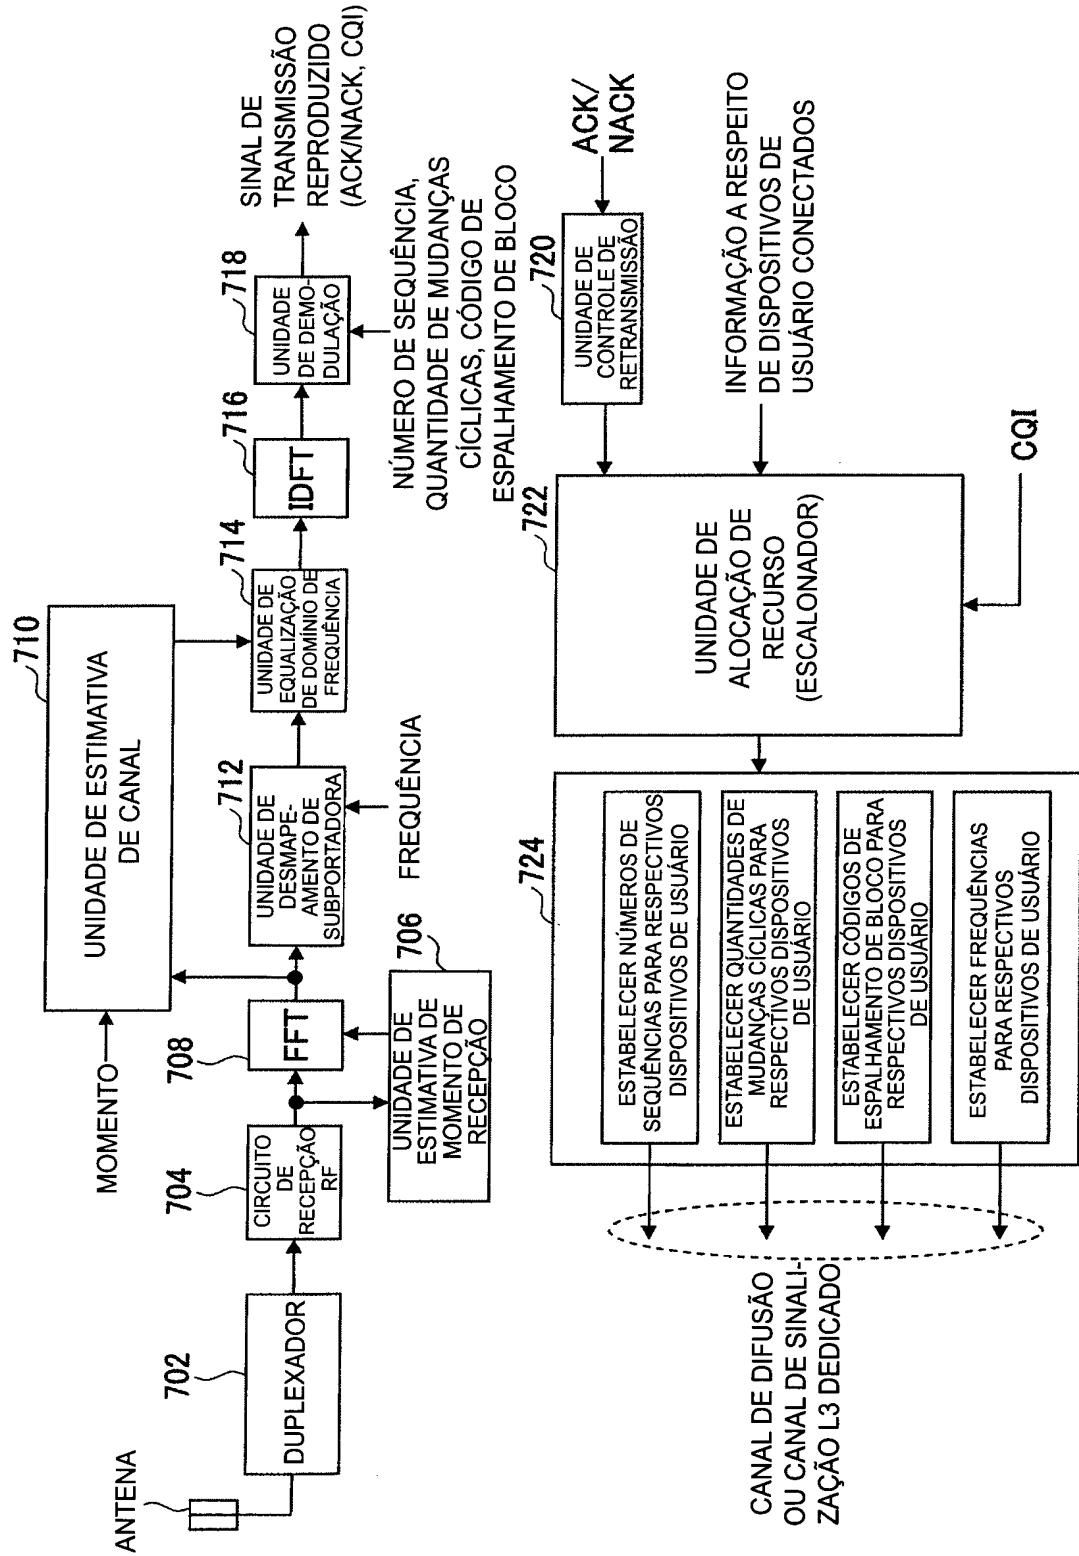 ANTENA
702
DUPLEXADOR
704
CIRCUITO
DE
RECEPÇÃO
RF
706
UNIDADE DE
ESTIMATIVA DE
MOMENTO DE
RECEPÇÃO
708
FFT
MOMENTO
710
UNIDADE DE ESTIMATIVA
DE CANAL
712
UNIDADE DE
DESMAPE-
AMENTO DE
SUBPORTADORA
FREQUÊNCIA
714
UNIDADE DE
EQUALIZAÇÃO
DE DOMÍNIO DE
FREQUÊNCIA
716
IDFT
718
UNIDADE
DE DEMO-
DULAÇÃO
SINAL DE
TRANSMISSÃO
REPRODUZIDO
(ACK/NACK, CQI)
NÚMERO DE SEQUÊNCIA,
QUANTIDADE DE MUDANÇAS
CÍCLICAS, CÓDIGO DE
ESPALHAMENTO DE BLOCO
720
UNIDADE DE
CONTROLE DE
RETRANSMISSÃO
ACK/
NACK
722
UNIDADE DE
ALOCAÇÃO DE
RECURSO
(ESCALONADOR)
INFORMAÇÃO A RESPEITO
DE DISPOSITIVOS DE
USUÁRIO CONECTADOS
CQI
724
ESTABELECER NÚMEROS DE
SEQUÊNCIAS PARA RESPECTIVOS
DISPOSITIVOS DE USUÁRIO
ESTABELECER QUANTIDADES DE
MUDANÇAS CÍCLICAS PARA
RESPECTIVOS DISPOSITIVOS
DE USUÁRIO
ESTABELECER CÓDIGOS DE
ESPALHAMENTO DE BLOCO PARA
RESPECTIVOS DISPOSITIVOS
DE USUÁRIO
ESTABELECER FREQUÊNCIAS
PARA RESPECTIVOS
DISPOSITIVOS DE USUÁRIO
CANAL DE DIFUSÃO
OU CANAL DE SINALI-
ZAÇÃO L3 DEDICADO